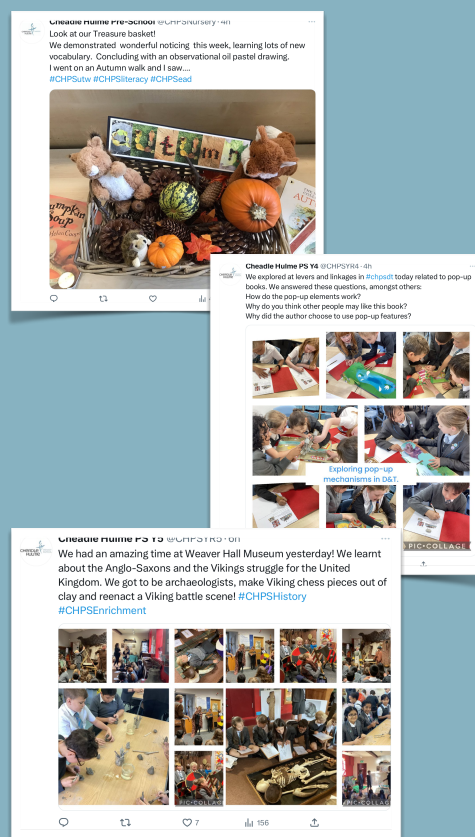 Cheadle Hulme Pre-School @CHPSNursery · 4h
Look at our Treasure basket!
We demonstrated wonderful noticing this week, learning lots of new
vocabulary. Concluding with an observational oil pastel drawing.
I went on an Autumn walk and I saw....
#CHPSutw #CHPSliteracy #CHPSead
autumn
Pumpkin
Soup
Helen Cooper
Cheadle Hulme PS Y4 @CHPSYR4 · 4h
We explored at levers and linkages in #chpsdt today related to pop-up
books. We answered these questions, amongst others:
How do the pop-up elements work?
Why do you think other people may like this book?
Why did the author choose to use pop-up features?
Exploring pop-up
mechanisms in D&T.
PIC•COLLAGE
Cheadle Hulme PS Y5 @CHPSYR5 · 6h
CHEADLE
HULME
We had an amazing time at Weaver Hall Museum yesterday! We learnt
about the Anglo-Saxons and the Vikings struggle for the United
Kingdom. We got to be archaeologists, make Viking chess pieces out of
clay and reenact a Viking battle scene! #CHPSHistory
#CHPSEnrichment
PIC•COLLAGE
7
156